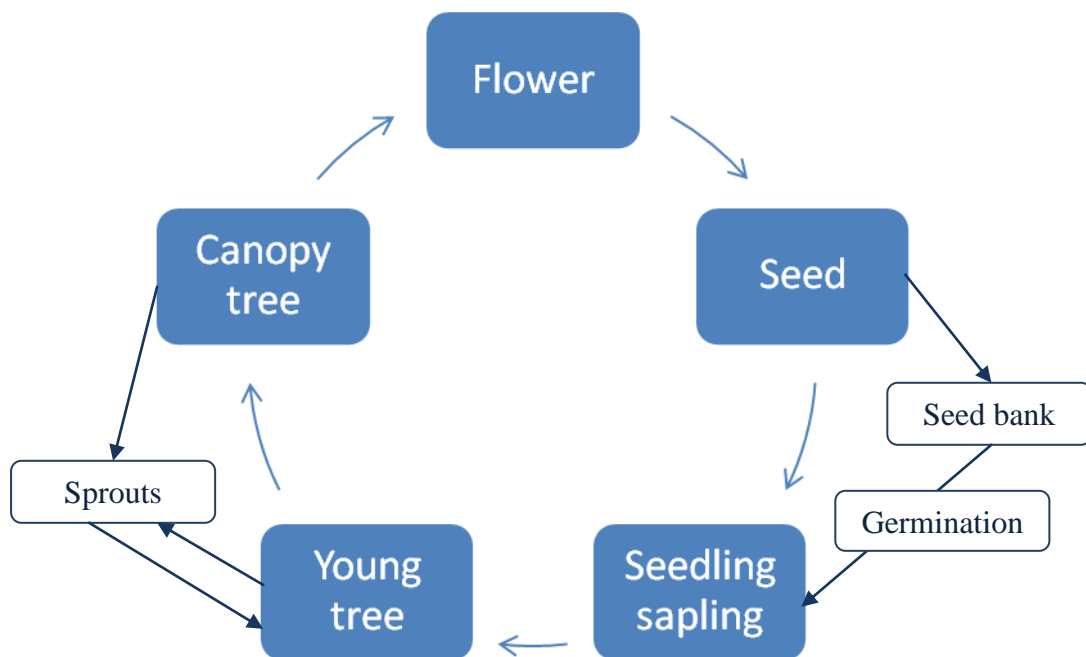 Flower
Canopy
tree
Seed
Seed bank
Sprouts
Germination
Young
tree
Seedling
sapling